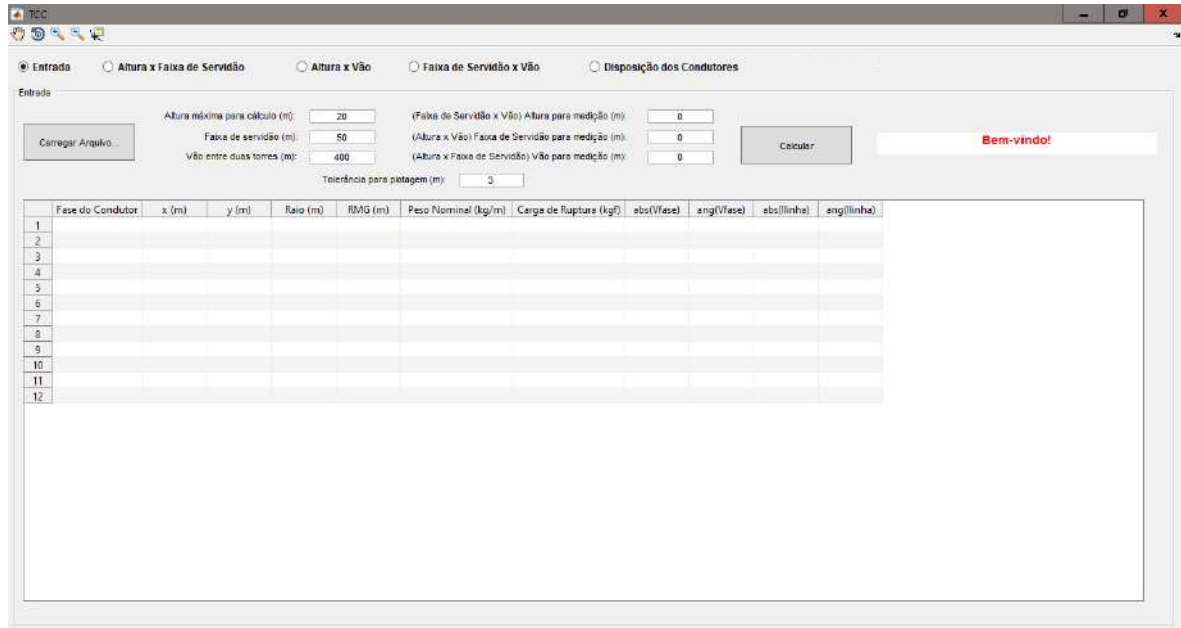 TCC
Entrada Altura x Faixa de Servidão Altura x Vão Faixa de Servidão x Vão Disposição dos Condutores
Entrada
Altura máxima para cálculo (m): 20 (Faixa de Servidão x Vão) Altura para medição (m): 0
Carregar Arquivo... Faixa de servidão (m): 50 (Altura x Vão) Faixa de Servidão para medição (m): 0 Calcular Bem-vindo!
Vão entre duas torres (m): 400 (Altura x Faixa de Servidão) Vão para medição (m): 0
Tolerância para plotagem (m): 3
Fase do Condutor x (m) y (m) Raio (m) RMG (m) Peso Nominal (kg/m) Carga de Ruptura (kgf) abs(Vfase) ang(Vfase) abs(Ilinha) ang(Ilinha)
1
2
3
4
5
6
7
8
9
10
11
12